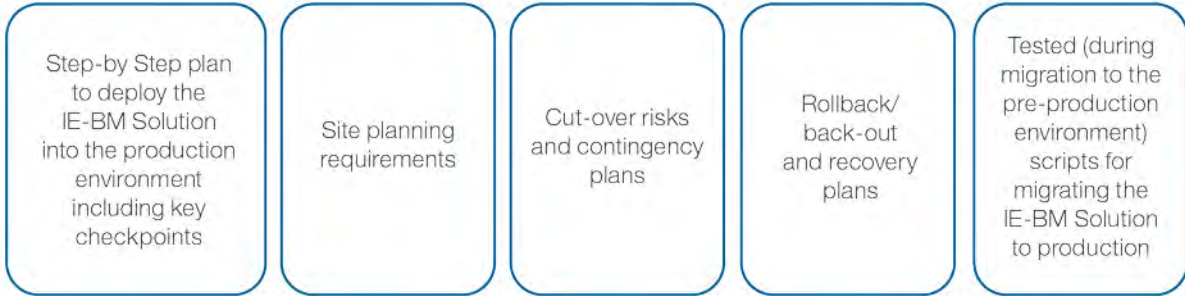 Step-by Step plan
to deploy the
IE-BM Solution
into the production
environment
including key
checkpoints
Site planning
requirements
Cut-over risks
and contingency
plans
Rollback/
back-out
and recovery
plans
Tested (during
migration to the
pre-production
environment)
scripts for
migrating the
IE-BM Solution
to production